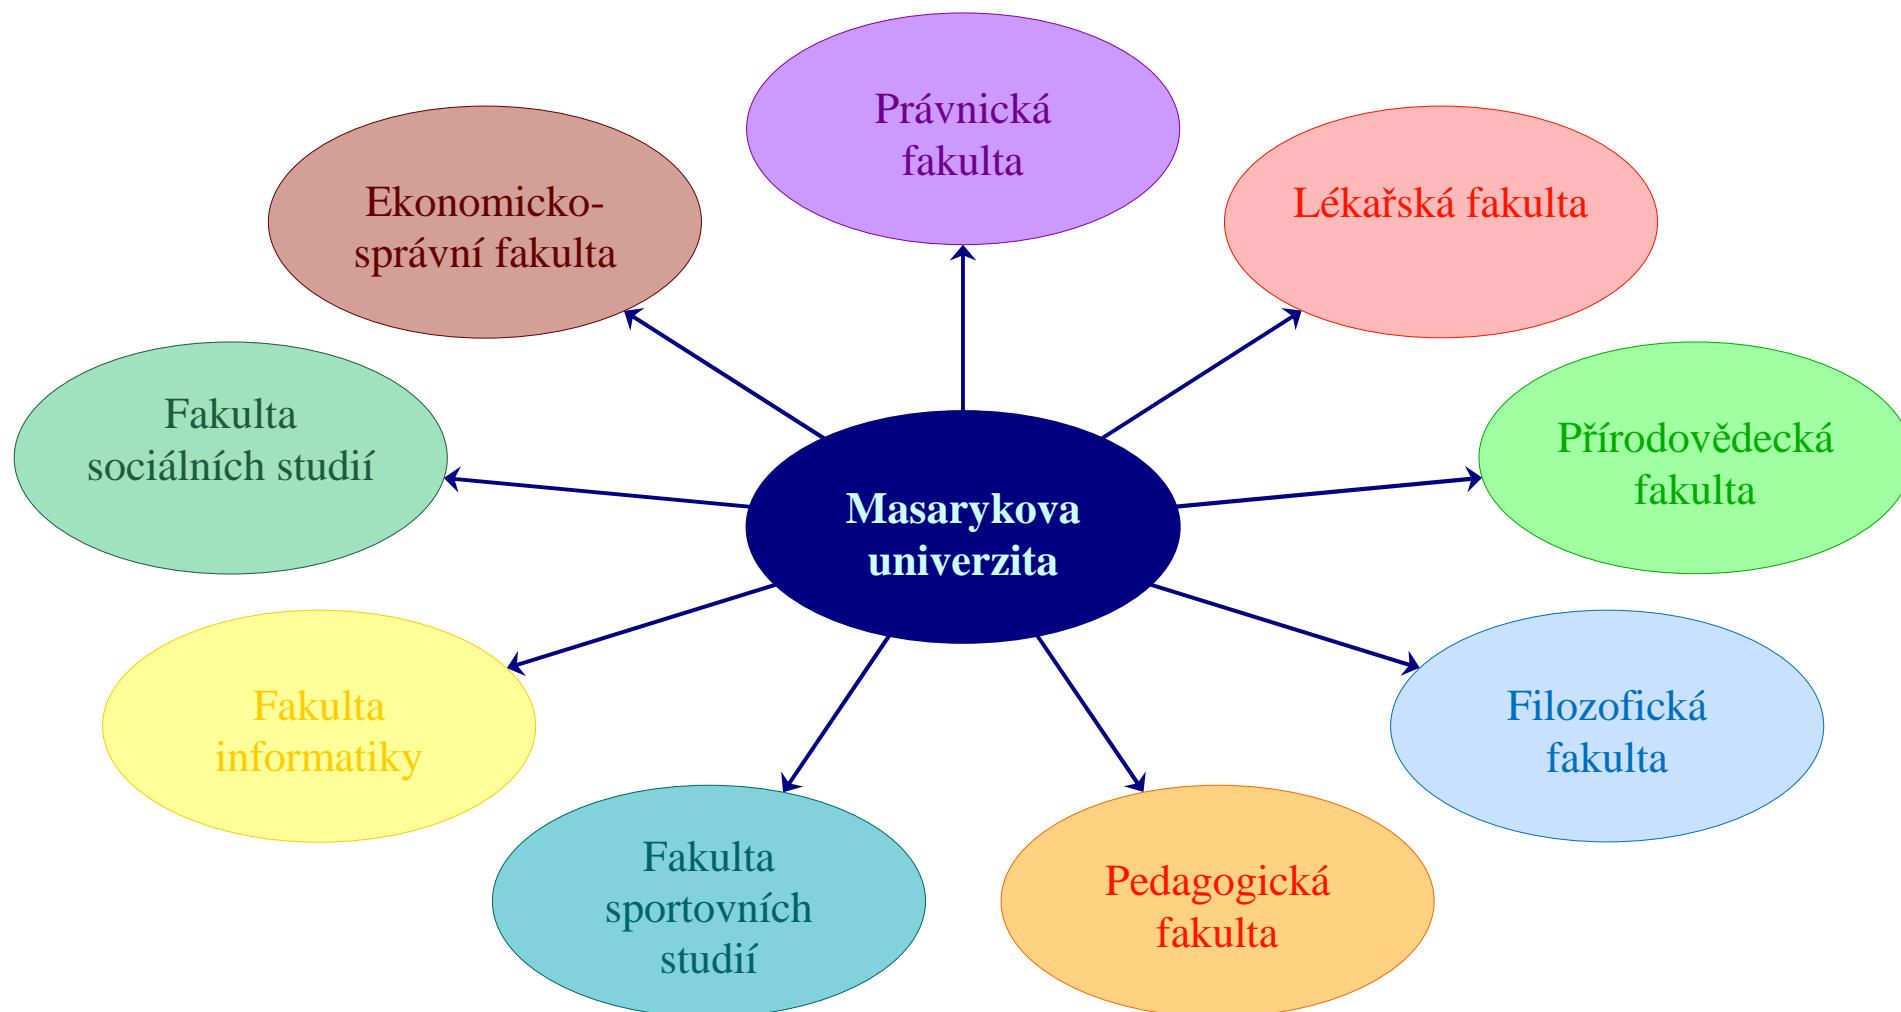 Právnická
fakulta
Lékařská fakulta
Ekonomicko-
správní fakulta
Fakulta
sociálních studií
Přírodovědecká
fakulta
Masarykova
univerzita
Fakulta
informatiky
Filozofická
fakulta
Fakulta
sportovních
studií
Pedagogická
fakulta